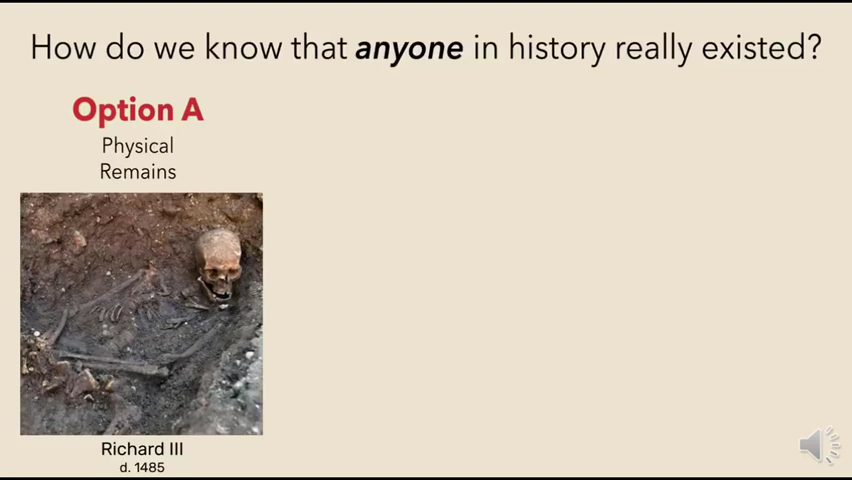 How do we know that anyone in history really existed?
Option A
Physical
Remains
Richard III
d. 1485